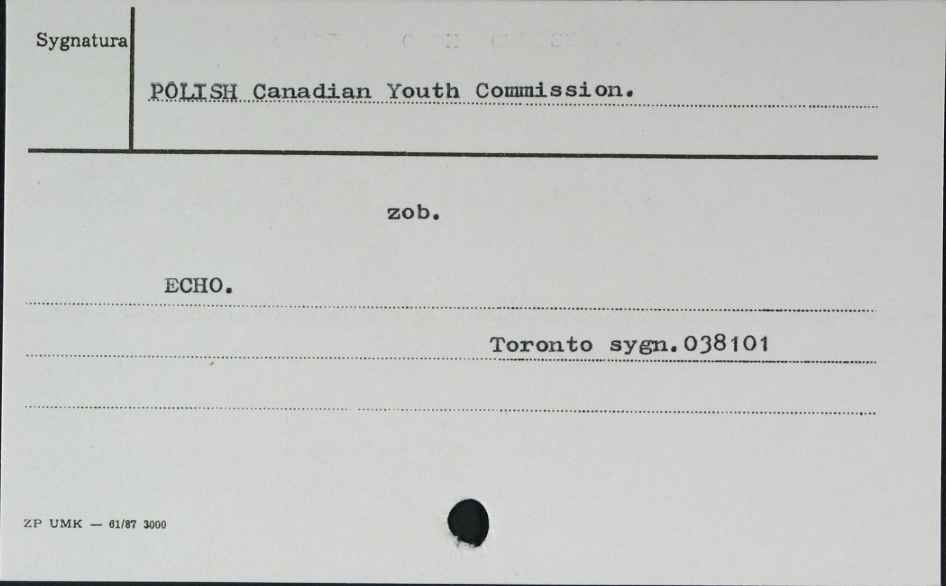 Sygnatura
POLISH Canadian Youth Commission.
zob.
ECHO.
Toronto sygn.038101
ZP UMK — 61/87 3000